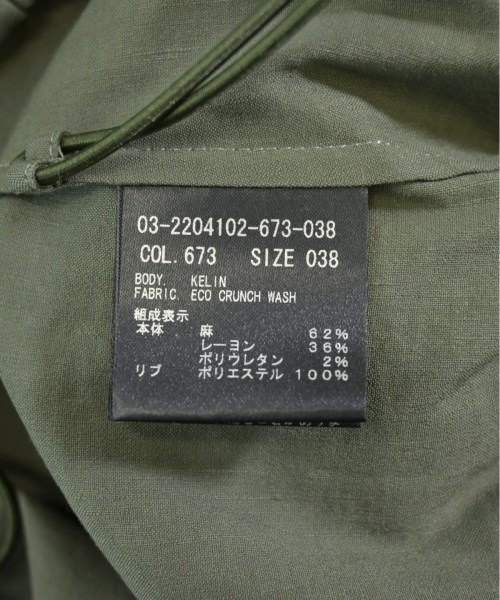 03-2204102-673-038
COL. 673 SIZE 038
BODY. KELIN
FABRIC. ECO CRUNCH WASH
組成表示
本体 麻 62%
レーヨン 36%
ポリウレタン 2%
リブ ポリエステル 100%